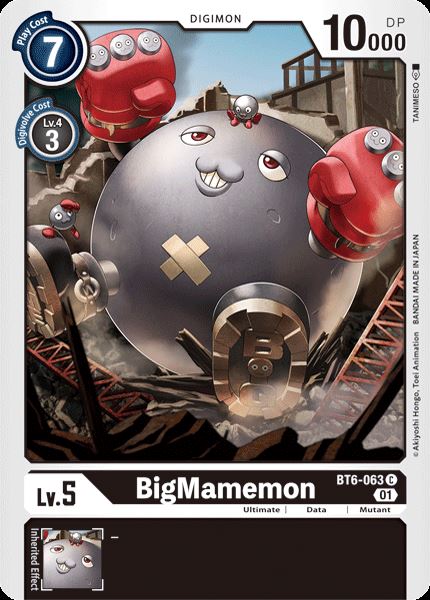 Play Cost
7
DIGIMON
10000
DP
Digivolve Cost
Lv.4
3
TANIMESO
©Akiyoshi Hongo, Toei Animation BANDAI MADE IN JAPAN
BIG
Lv.5
BigMamemon
BT6-063 C
01
Ultimate | Data | Mutant
Inherited Effect
–